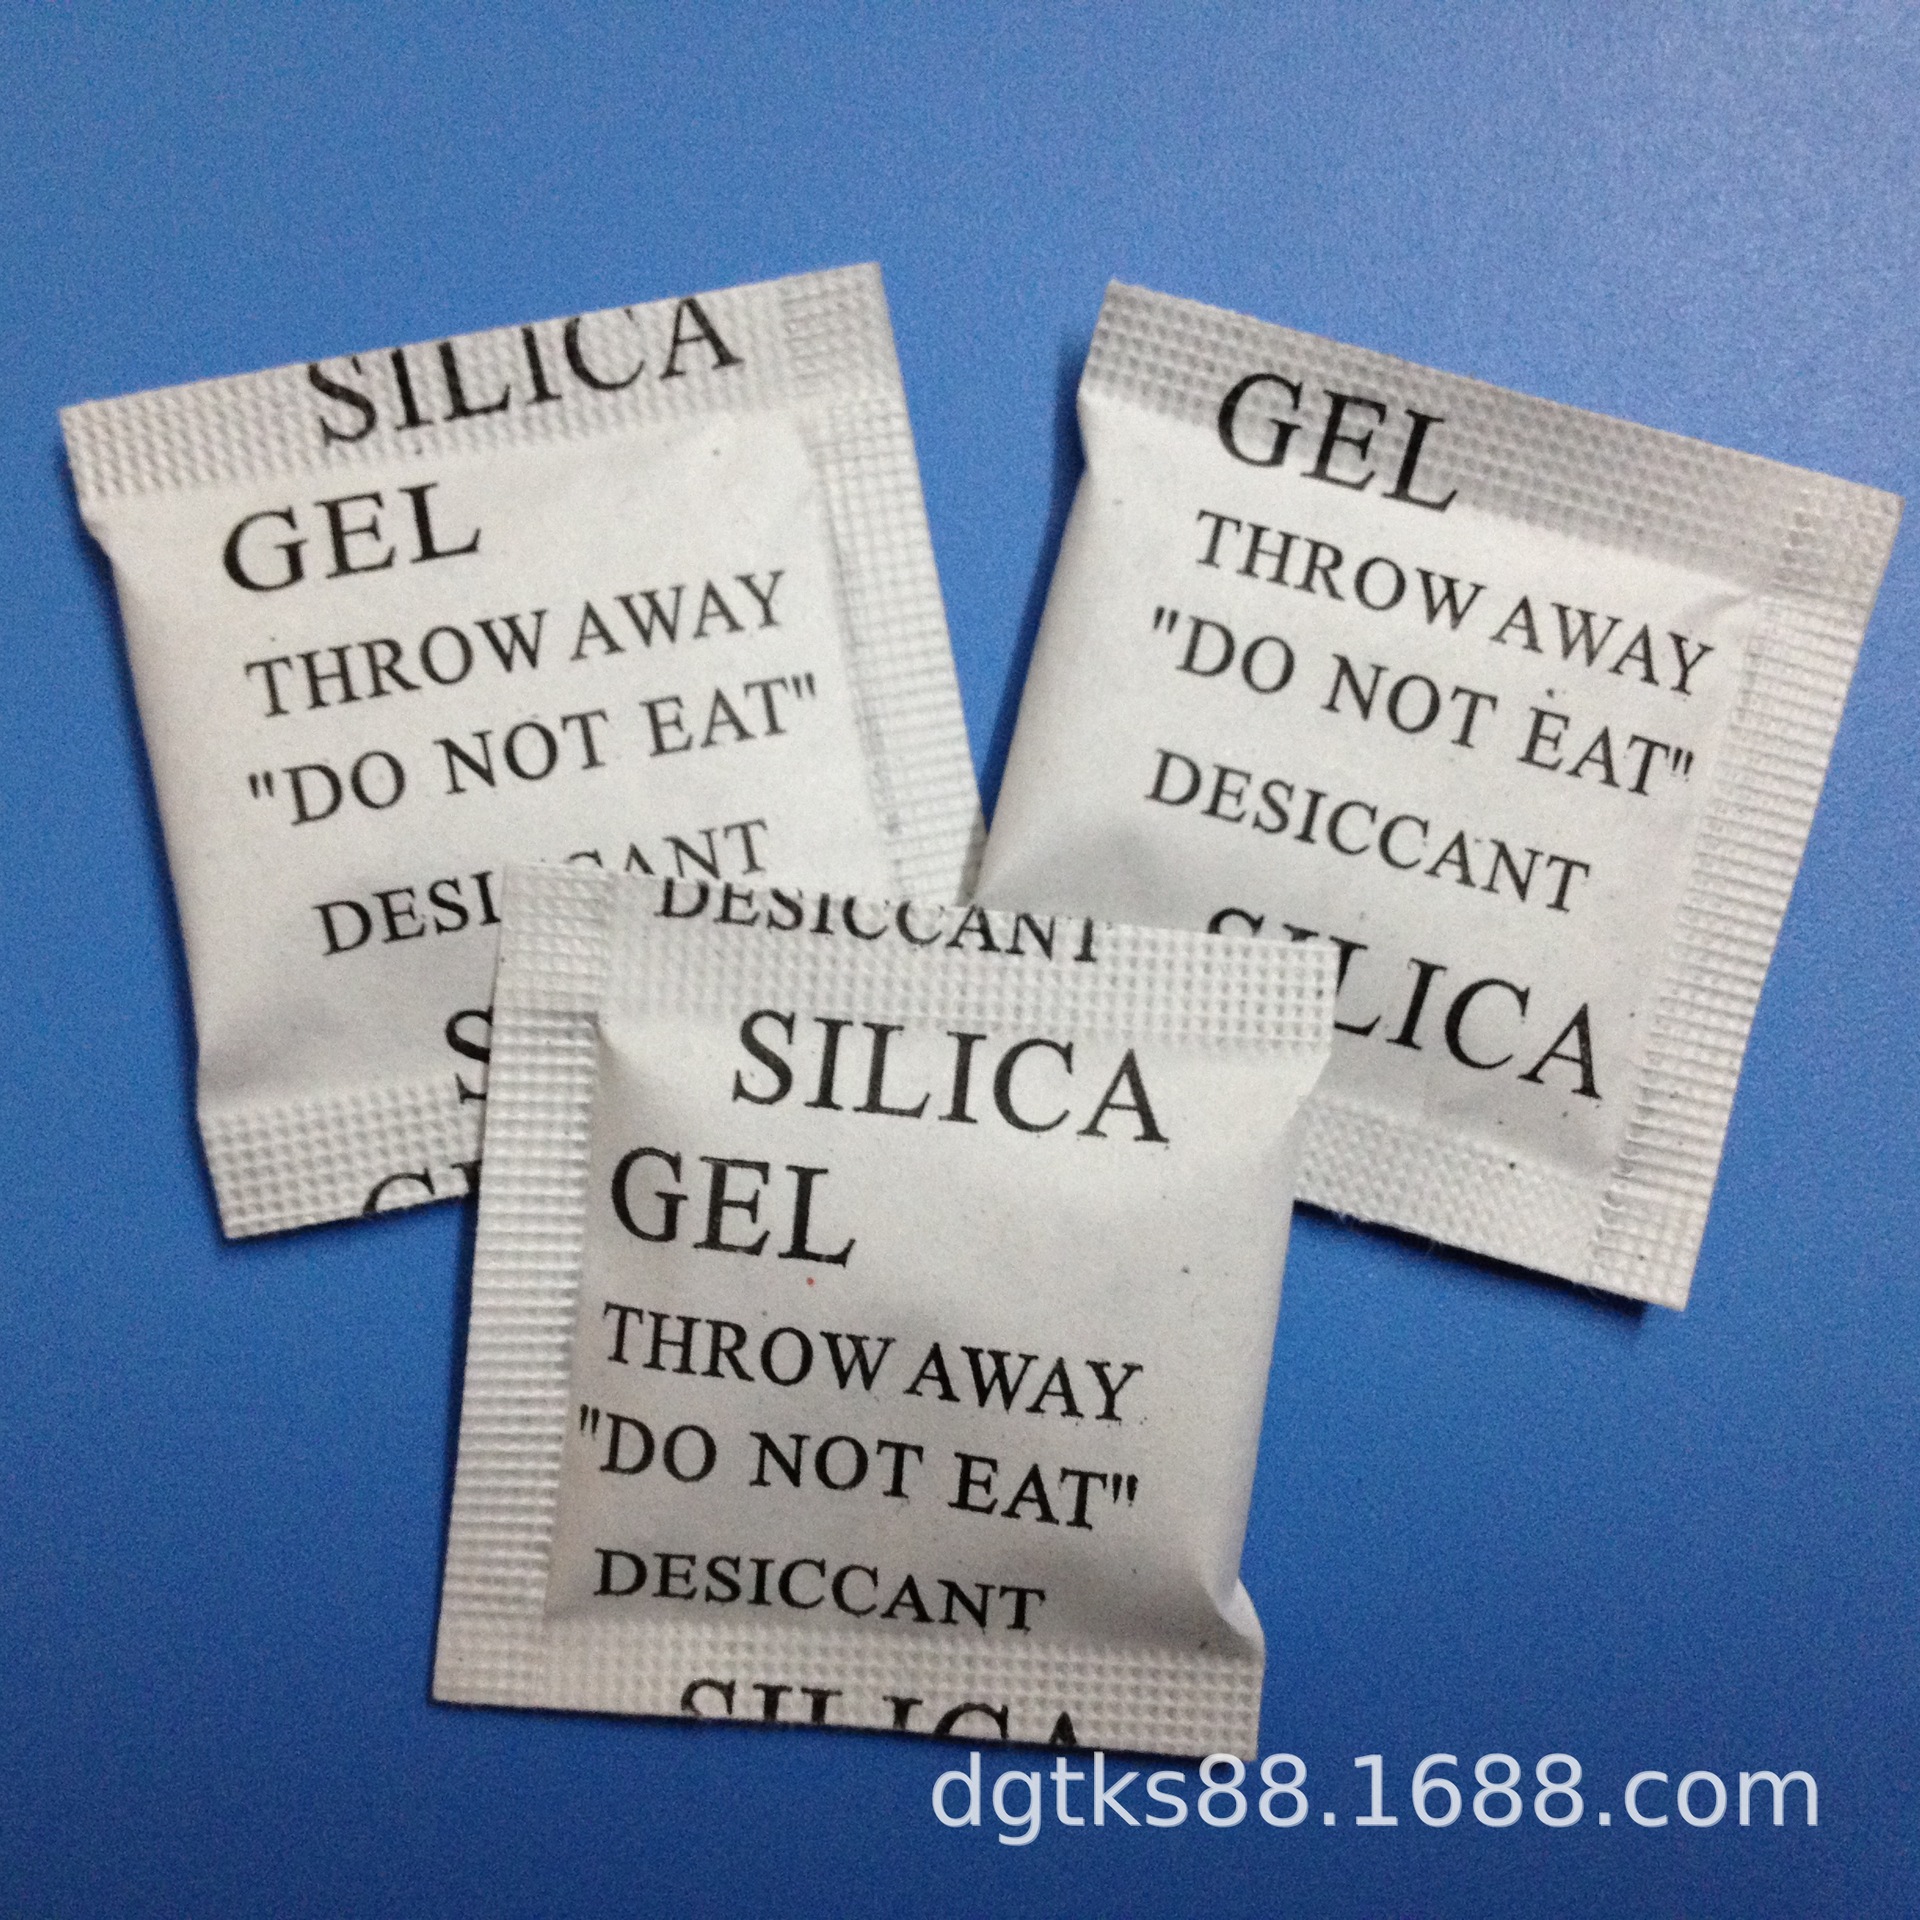 SILICA
GEL
THROW AWAY
"DO NOT EAT"
DESICCANT
GEL
THROW AWAY
"DO NOT EAT"
DESICCANT
SILICA
DESICCANT
SILICA
GEL
THROW AWAY
"DO NOT EAT"
DESICCANT
SILICA
dgtks88.1688.com